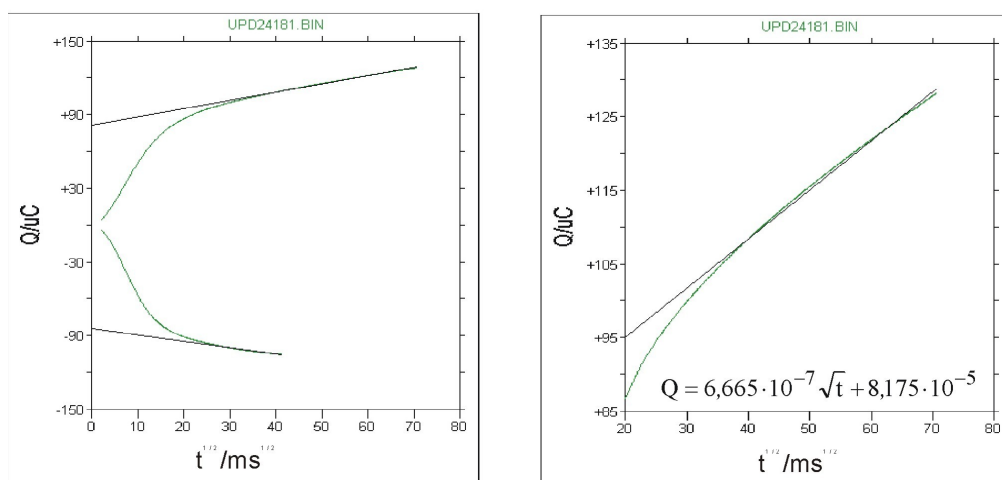 UPD24181.BIN
+150
+90
+30
-30
-90
-150
Q/uC
0 10 20 30 40 50 60 70 80
t^1/2 /ms^1/2
UPD24181.BIN
+135
+125
+115
+105
+95
+85
Q/uC
Q = 6,665·10^-7 √t + 8,175·10^-5
20 30 40 50 60 70 80
t^1/2 /ms^1/2